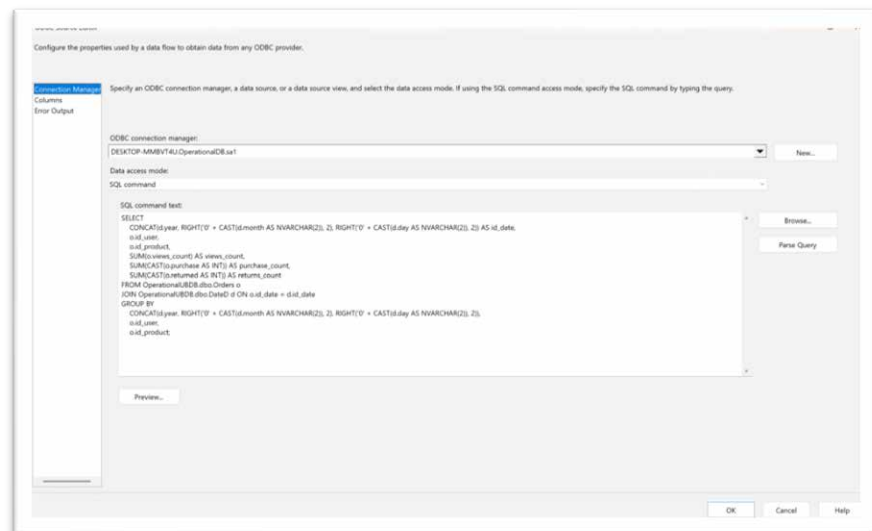 Configure the properties used by a data flow to obtain data from any ODBC provider.
Connection Manager
Columns
Error Output
Specify an ODBC connection manager, a data source, or a data source view, and select the data access mode. If using the SQL command access mode, specify the SQL command by typing the query.
ODBC connection manager:
DESKTOP-MMBVT4U.OperationalDB.sa1
New...
Data access mode:
SQL command
SQL command text:
SELECT
CONCAT(d.year, RIGHT('0' + CAST(d.month AS NVARCHAR(2)), 2), RIGHT('0' + CAST(d.day AS NVARCHAR(2)), 2)) AS id_date,
o.id_user,
o.id_product,
SUM(o.views_count) AS views_count,
SUM(CAST(o.purchase AS INT)) AS purchase_count,
SUM(CAST(o.returned AS INT)) AS returns_count
FROM OperationalUBDB.dbo.Orders o
JOIN OperationalUBDB.dbo.DateD d ON o.id_date = d.id_date
GROUP BY
CONCAT(d.year, RIGHT('0' + CAST(d.month AS NVARCHAR(2)), 2), RIGHT('0' + CAST(d.day AS NVARCHAR(2)), 2)),
o.id_user,
o.id_product;
Browse...
Parse Query
Preview...
OK
Cancel
Help